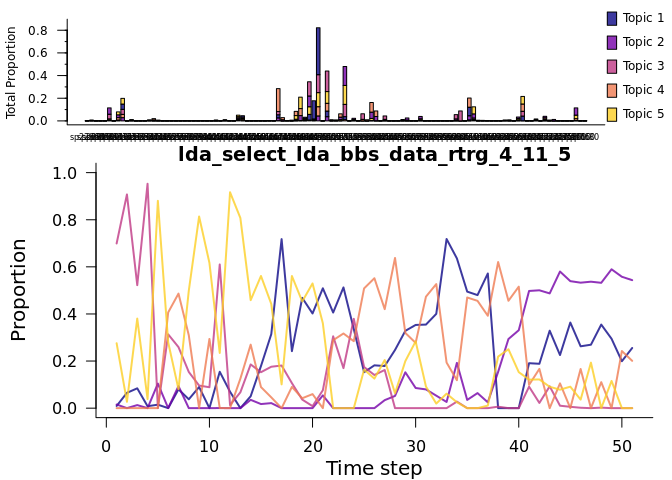 Total Proportion
0.8
0.6
0.4
0.2
0.0
Topic 1
Topic 2
Topic 3
Topic 4
Topic 5
lda_select_lda_bbs_data_rtrg_4_11_5
Proportion
1.0
0.8
0.6
0.4
0.2
0.0
0 10 20 30 40 50
Time step